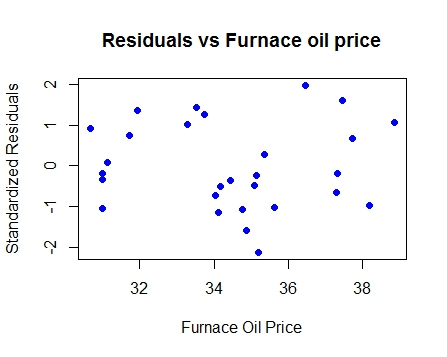 Residuals vs Furnace oil price
Standardized Residuals
2
1
0
-1
-2
32 34 36 38
Furnace Oil Price